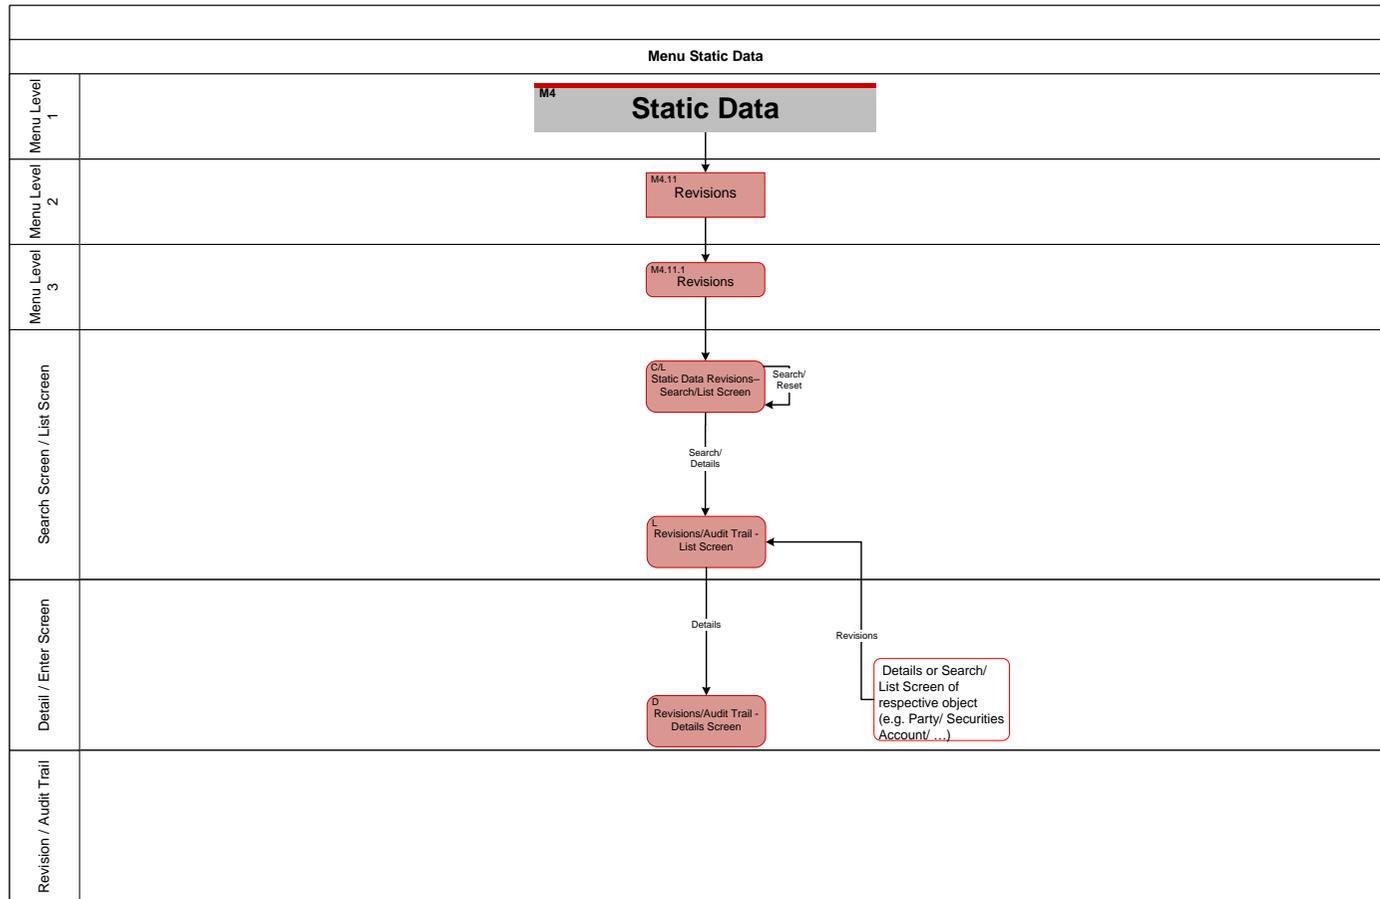 Menu Static Data
Menu Level
1
M4
Static Data
Menu Level
2
M4.11
Revisions
Menu Level
3
M4.11.1
Revisions
Search Screen / List Screen
C/L
Static Data Revisions–
Search/List Screen
Search/
Reset
Search/
Details
L
Revisions/Audit Trail -
List Screen
Detail / Enter Screen
Details
Revisions
Details or Search/
List Screen of
respective object
(e.g. Party/ Securities
Account/ …)
D
Revisions/Audit Trail -
Details Screen
Revision / Audit Trail